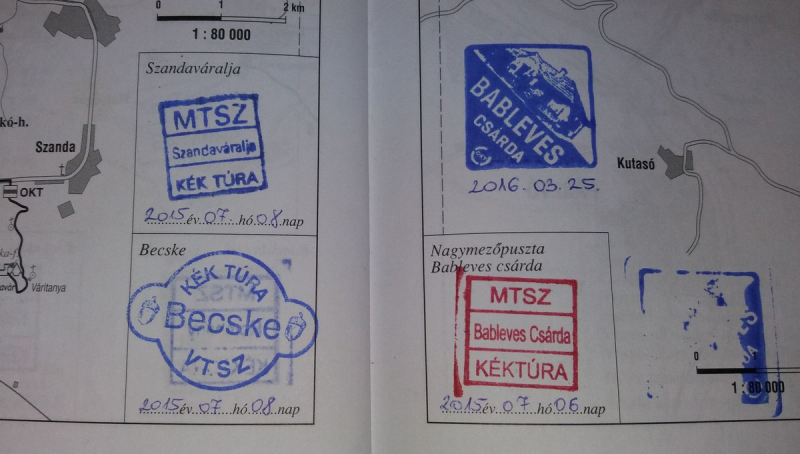 0 1 2 km
1 : 80 000
Szandaváralja
MTSZ
Szandaváralja
KÉK TÚRA
2015 év 07. hó 08. nap
kó-h.
Szanda
OKT
Váritanya
Becske
KÉK TÚRA
Becske
V.T.SZ
2015 év 07 hó 08 nap
BABLEVES
CSÁRDA
2016. 03. 25.
Kutasó
Nagymezőpuszta
Bableves csárda
MTSZ
Bableves Csárda
KÉKTÚRA
2015 év 07 hó 06 nap
0
1 : 80 000